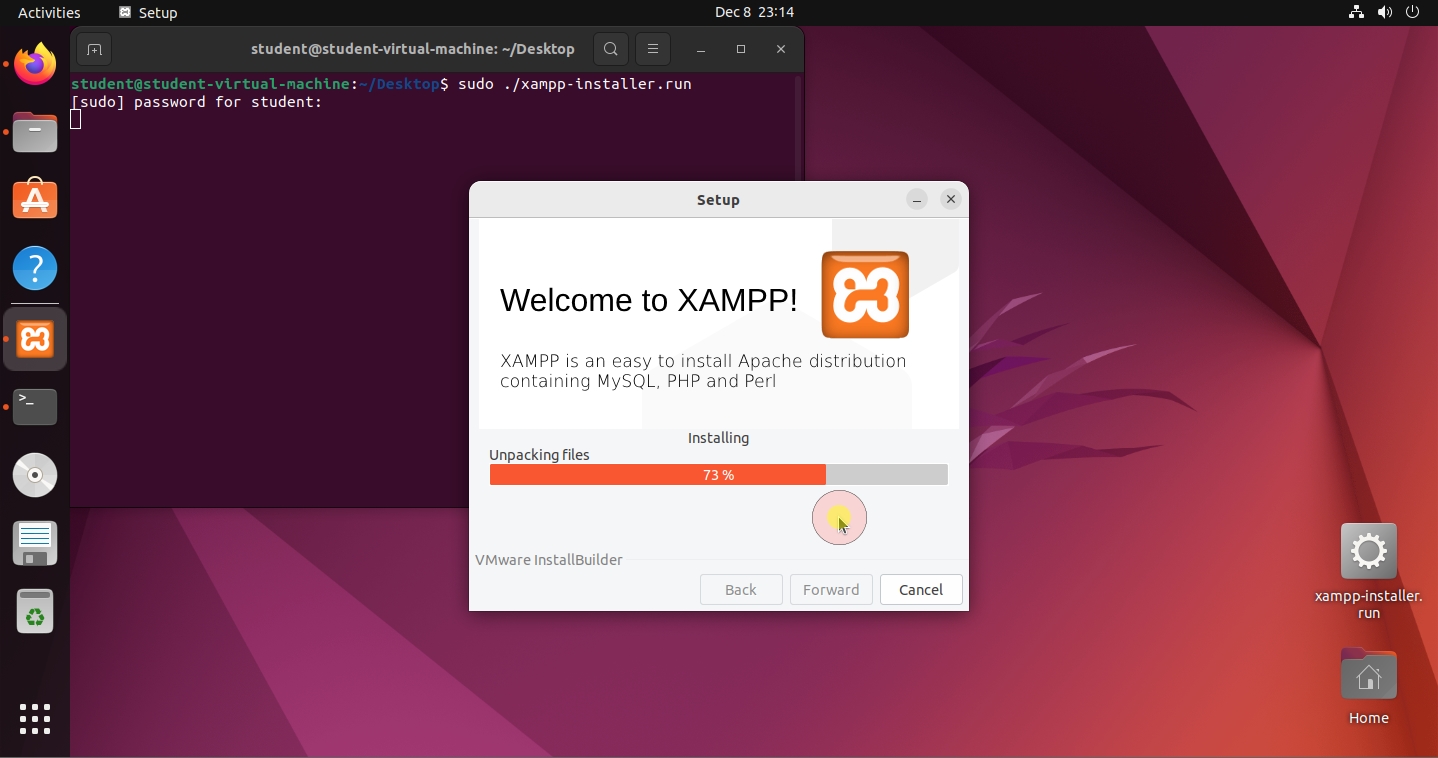 Activities
Setup
Dec 8 23:14
student@student-virtual-machine: ~/Desktop
student@student-virtual-machine:~/Desktop$ sudo ./xampp-installer.run
[sudo] password for student:
Setup
Welcome to XAMPP!
XAMPP is an easy to install Apache distribution
containing MySQL, PHP and Perl
Installing
Unpacking files
73 %
VMware InstallBuilder
Back
Forward
Cancel
xampp-installer.
run
Home